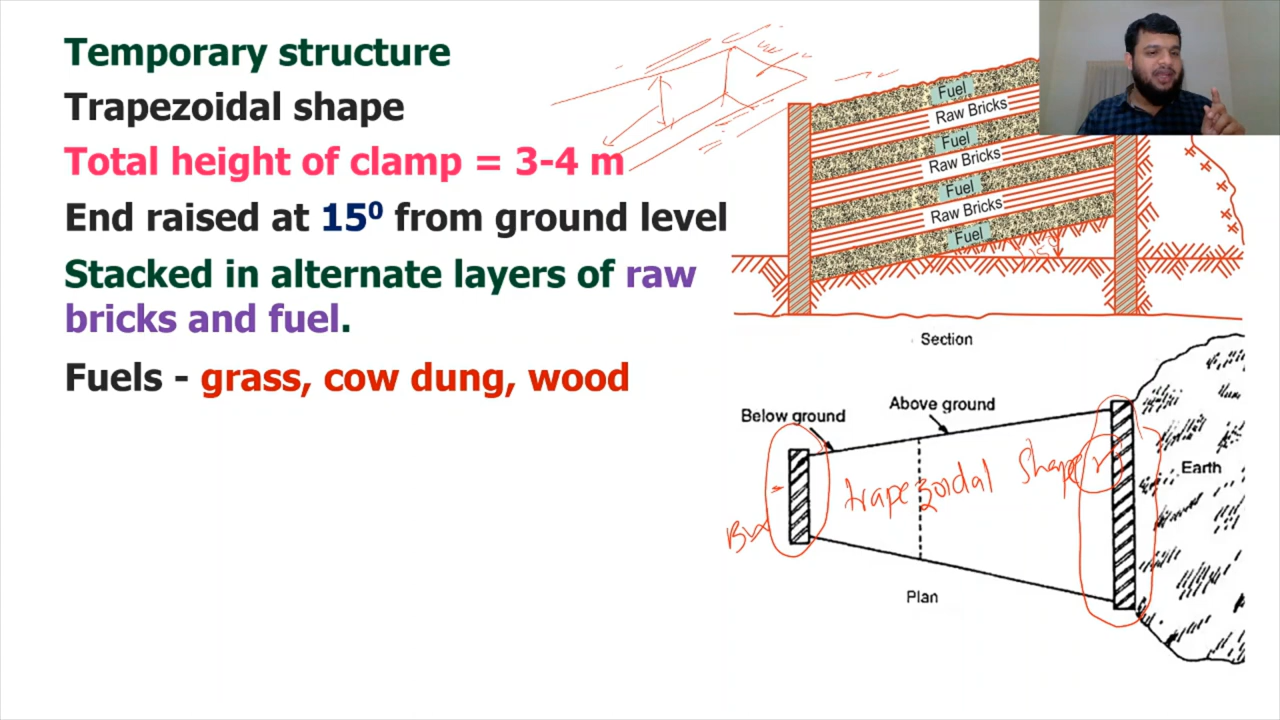 Temporary structure
Trapezoidal shape
Total height of clamp = 3-4 m
End raised at 15⁰ from ground level
Stacked in alternate layers of raw
bricks and fuel.
Fuels - grass, cow dung, wood
Fuel
Raw Bricks
Fuel
Raw Bricks
Fuel
Raw Bricks
Fuel
Section
Below ground
Above ground
trapezoidal shape
Earth
Plan